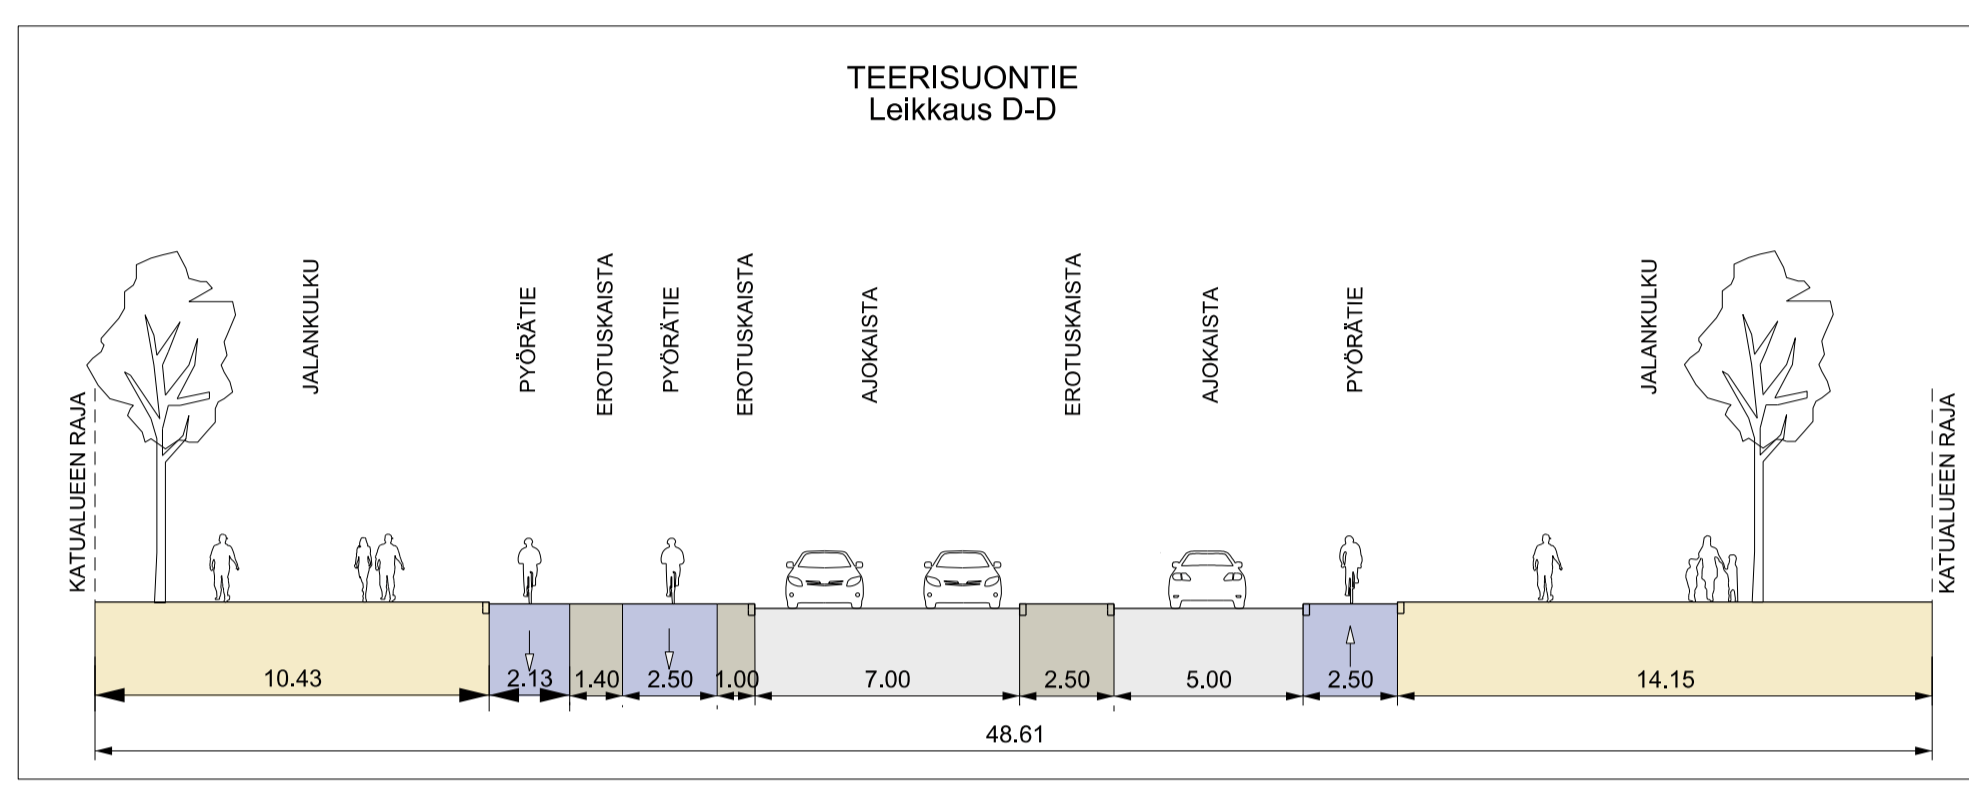 TEERISUONTIE
Leikkaus D-D
KATUALUEEN RAJA
JALANKULKU
PYÖRÄTIE
EROTUSKAISTA
PYÖRÄTIE
EROTUSKAISTA
AJOKAISTA
EROTUSKAISTA
AJOKAISTA
PYÖRÄTIE
JALANKULKU
KATUALUEEN RAJA
10.43 2.13 1.40 2.50 1.00 7.00 2.50 5.00 2.50 14.15
48.61